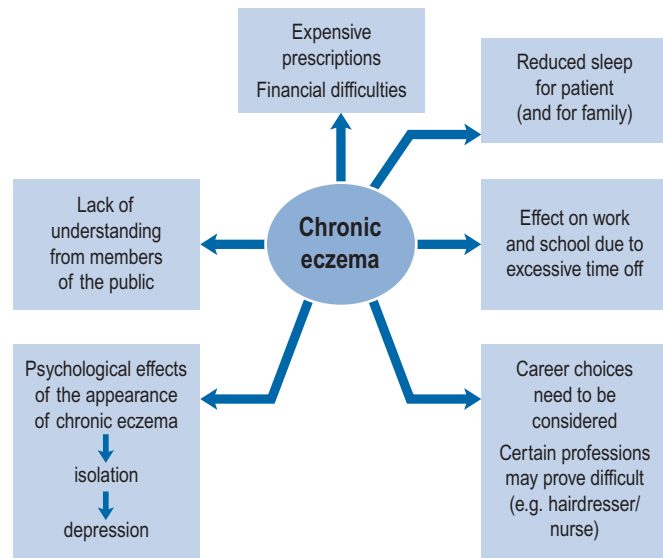 Expensive
prescriptions
Financial difficulties
Reduced sleep
for patient
(and for family)
Lack of
understanding
from members
of the public
Chronic
eczema
Effect on work
and school due to
excessive time off
Psychological effects
of the appearance
of chronic eczema
isolation
depression
Career choices
need to be
considered
Certain professions
may prove difficult
(e.g. hairdresser/
nurse)